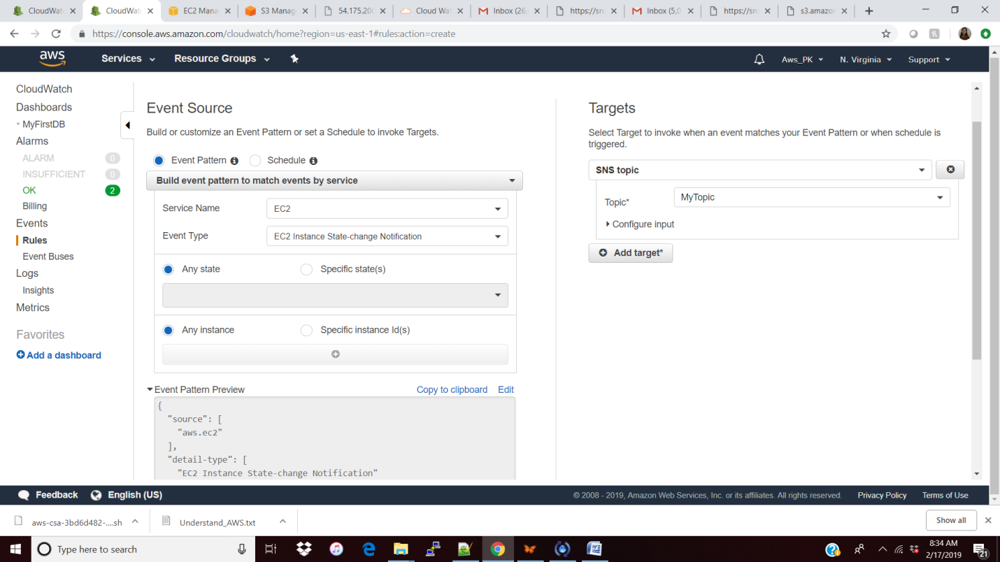 CloudWatc
CloudWatc
EC2 Mana
S3 Manag
54.175.206
Cloud Wat
Inbox (26,
https://sns
Inbox (5,0
https://sns
s3.amazon
https://console.aws.amazon.com/cloudwatch/home?region=us-east-1#rules:action=create
aws
Services
Resource Groups
Aws_PK
N. Virginia
Support
CloudWatch
Dashboards
MyFirstDB
Alarms
ALARM 0
INSUFFICIENT 0
OK 2
Billing
Events
Rules
Event Buses
Logs
Insights
Metrics
Favorites
Add a dashboard
Event Source
Build or customize an Event Pattern or set a Schedule to invoke Targets.
Event Pattern
Schedule
Build event pattern to match events by service
Service Name EC2
Event Type EC2 Instance State-change Notification
Any state Specific state(s)
Any instance Specific instance Id(s)
Event Pattern Preview Copy to clipboard Edit
{
"source": [
"aws.ec2"
],
"detail-type": [
"EC2 Instance State-change Notification"
Targets
Select Target to invoke when an event matches your Event Pattern or when schedule is
triggered.
SNS topic
Topic* MyTopic
Configure input
Add target*
Feedback
English (US)
© 2008 - 2019, Amazon Web Services, Inc. or its affiliates. All rights reserved.
Privacy Policy
Terms of Use
aws-csa-3bd6d482-....sh
Understand_AWS.txt
Show all
Type here to search
8:34 AM
2/17/2019
21